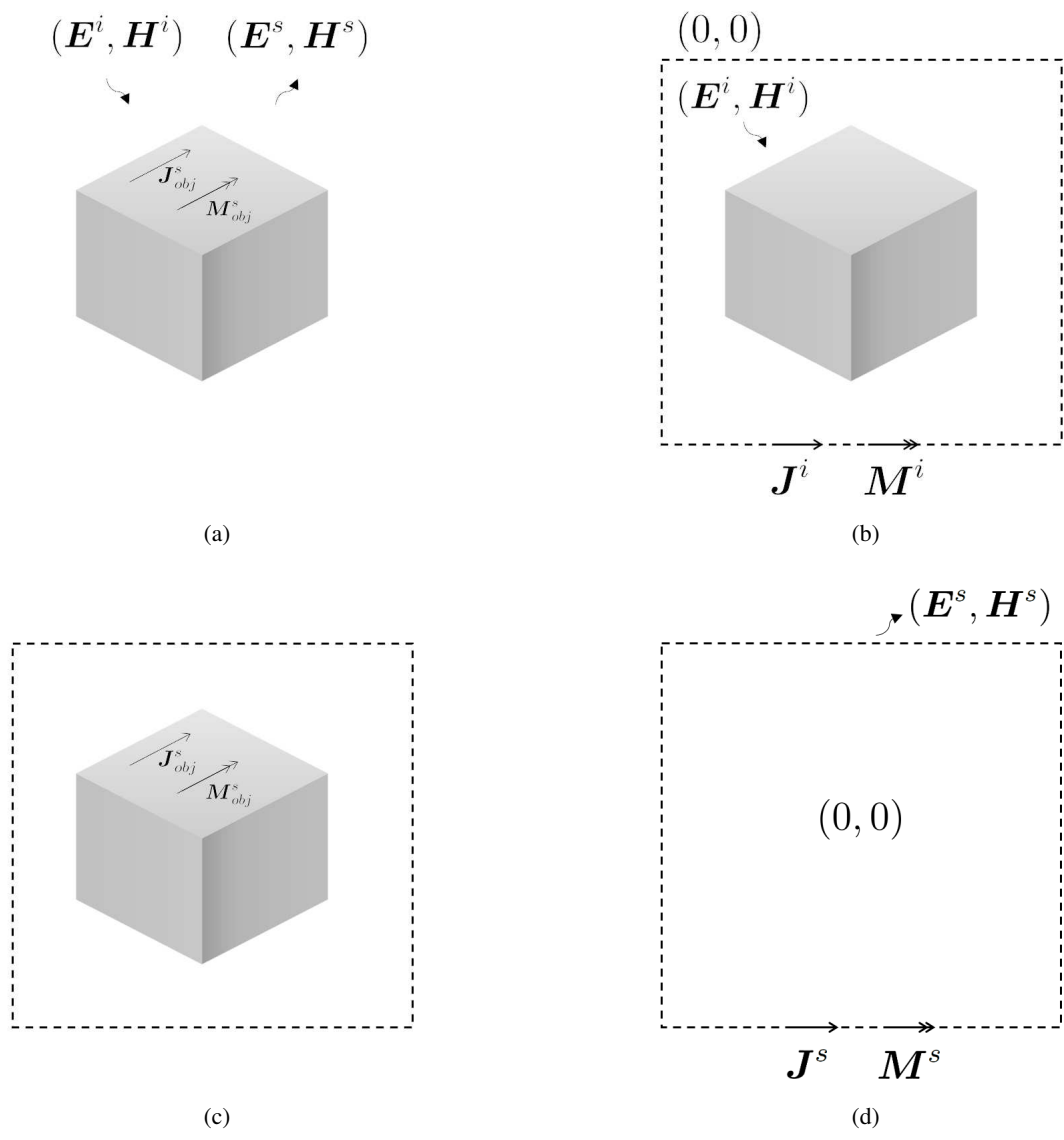 (E^i, H^i) (E^s, H^s)
J^s_obj
M^s_obj
(a)
(0, 0)
(E^i, H^i)
J^i M^i
(b)
J^s_obj
M^s_obj
(c)
(E^s, H^s)
(0, 0)
J^s M^s
(d)